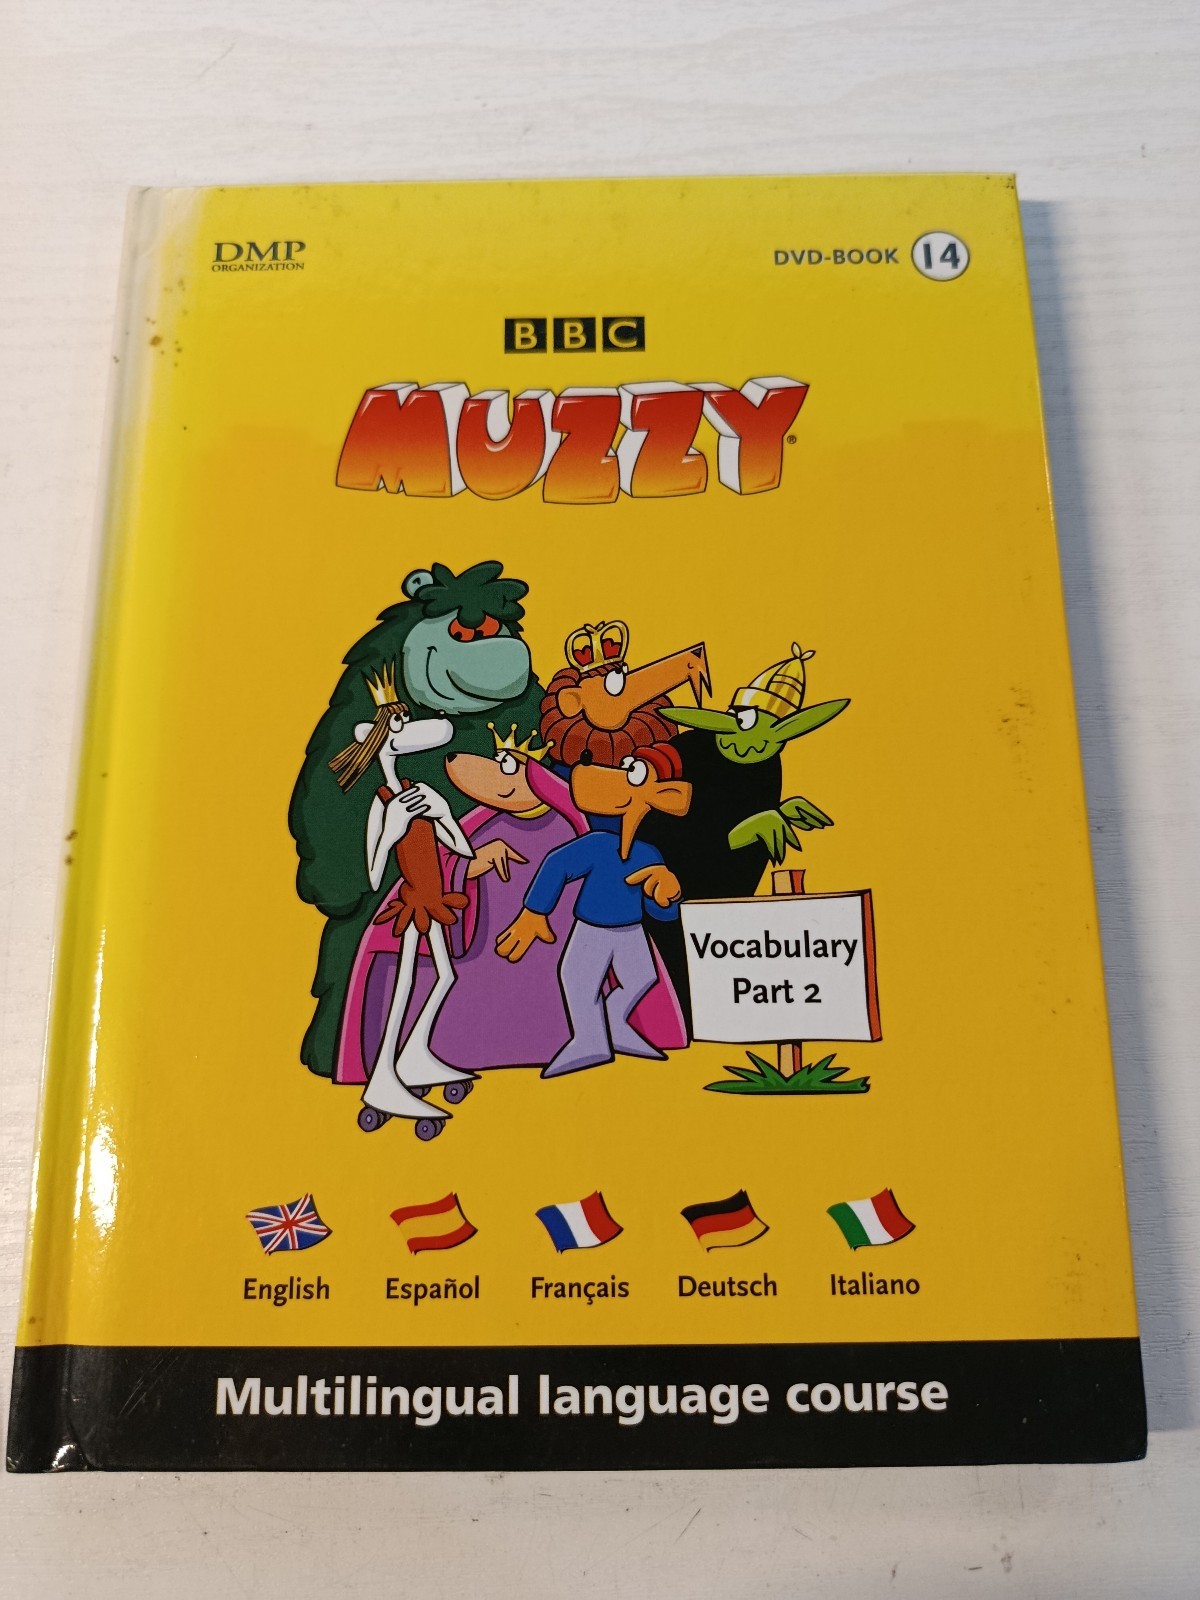 DMP
ORGANIZATION
DVD-BOOK 14
BBC
MUZZY®
Vocabulary
Part 2
English
Español
Français
Deutsch
Italiano
Multilingual language course